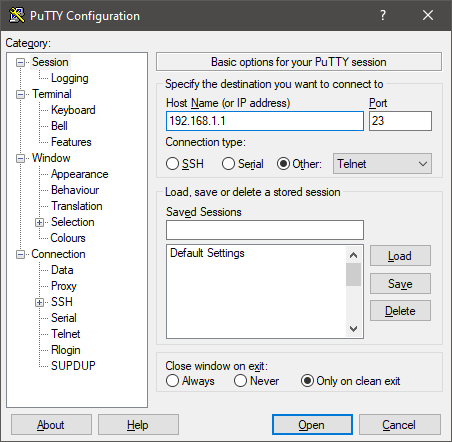 PuTTY Configuration
?
Category:
Session
Logging
Terminal
Keyboard
Bell
Features
Window
Appearance
Behaviour
Translation
Selection
Colours
Connection
Data
Proxy
SSH
Serial
Telnet
Rlogin
SUPDUP
Basic options for your PuTTY session
Specify the destination you want to connect to
Host Name (or IP address) Port
192.168.1.1 23
Connection type:
SSH Serial Other: Telnet
Load, save or delete a stored session
Saved Sessions
Default Settings
Load
Save
Delete
Close window on exit:
Always Never Only on clean exit
About Help Open Cancel